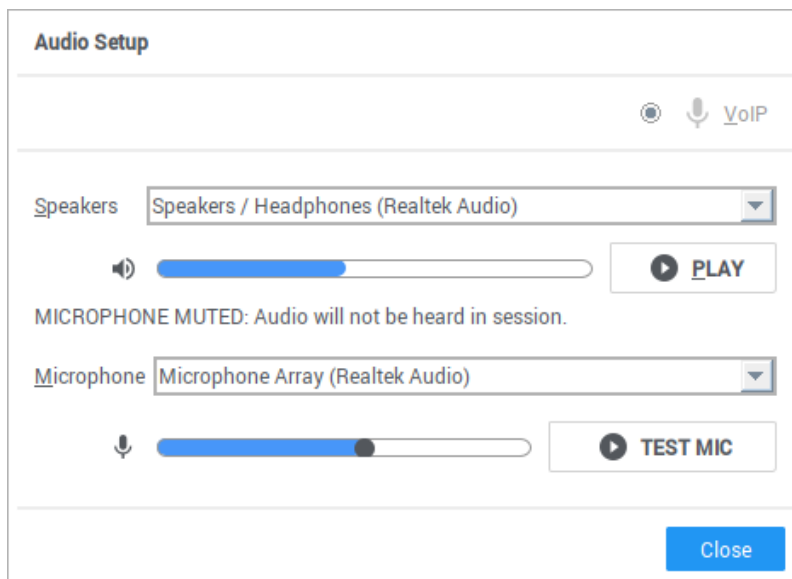 Audio Setup
VoIP
Speakers Speakers / Headphones (Realtek Audio)
PLAY
MICROPHONE MUTED: Audio will not be heard in session.
Microphone Microphone Array (Realtek Audio)
TEST MIC
Close